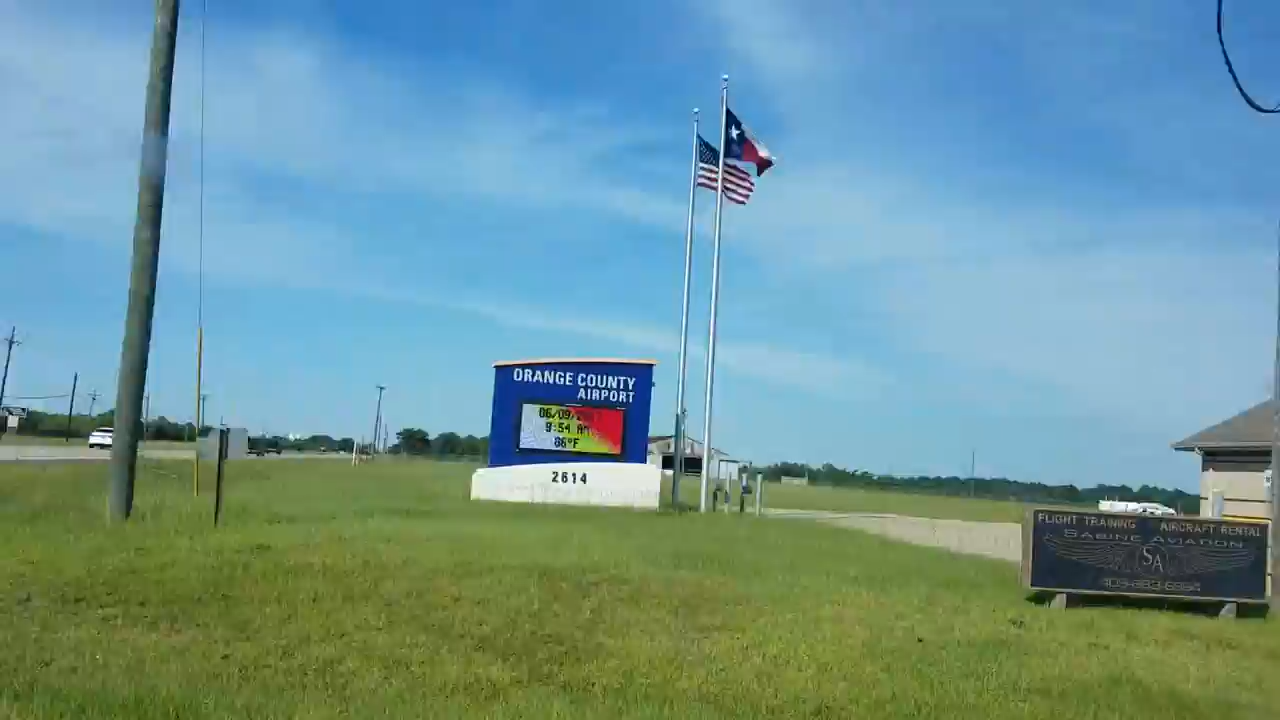 ORANGE COUNTY
AIRPORT
9:54 AM
86°F
2614
FLIGHT TRAINING AIRCRAFT RENTAL
SABINE AVIATION
SA